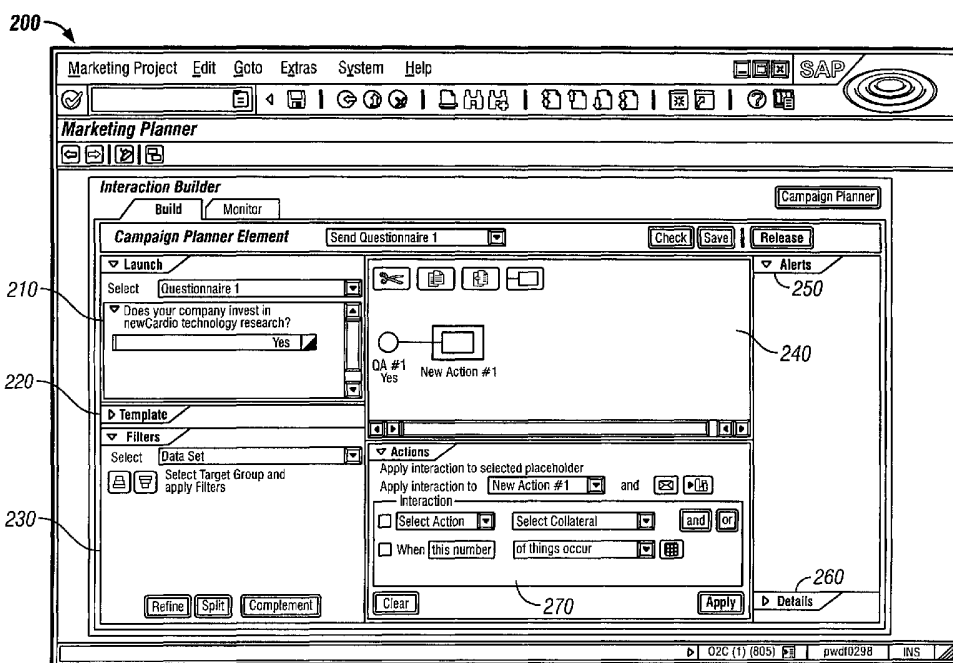 200
Marketing Project Edit Goto Extras System Help SAP
Marketing Planner
Interaction Builder
Campaign Planner
Build Monitor
Campaign Planner Element Send Questionnaire 1 Check Save Release
Launch
Alerts
210
Select Questionnaire 1
250
Does your company invest in
newCardio technology research?
Yes
240
QA #1
Yes
New Action #1
220
Template
Filters
Select Data Set
Actions
Select Target Group and
apply Filters
Apply interaction to selected placeholder
Apply interaction to New Action #1 and
Interaction
230
Select Action Select Collateral and or
When this number of things occur
260
Refine Split Complement
Clear 270 Apply
Details
O2C (1) (805) pwdf0298 INS